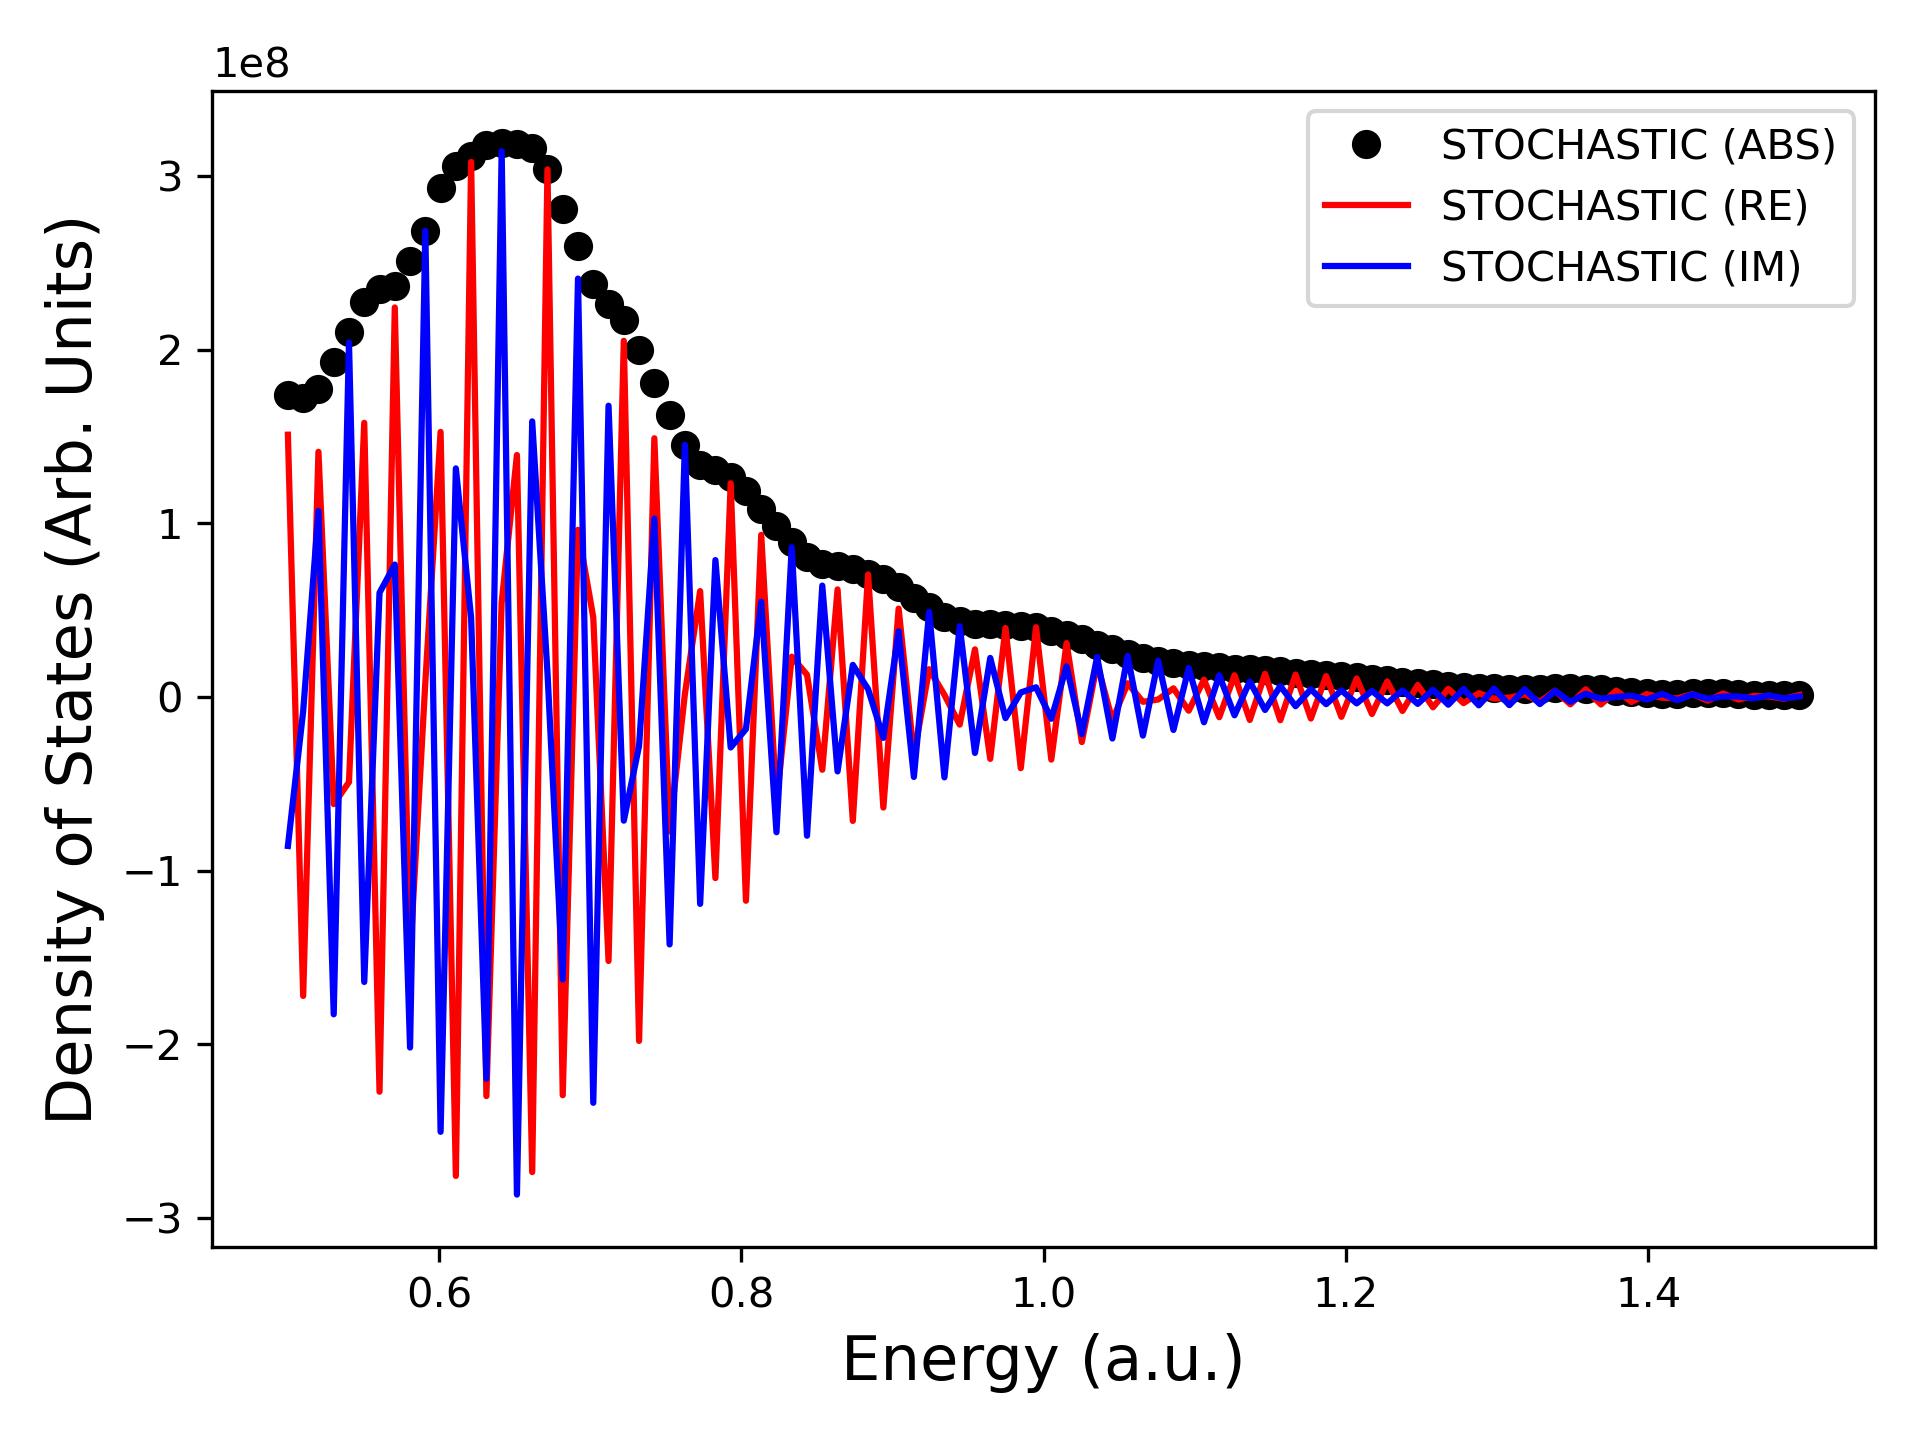 1e8
STOCHASTIC (ABS)
STOCHASTIC (RE)
STOCHASTIC (IM)
Density of States (Arb. Units)
3
2
1
0
−1
−2
−3
0.6 0.8 1.0 1.2 1.4
Energy (a.u.)